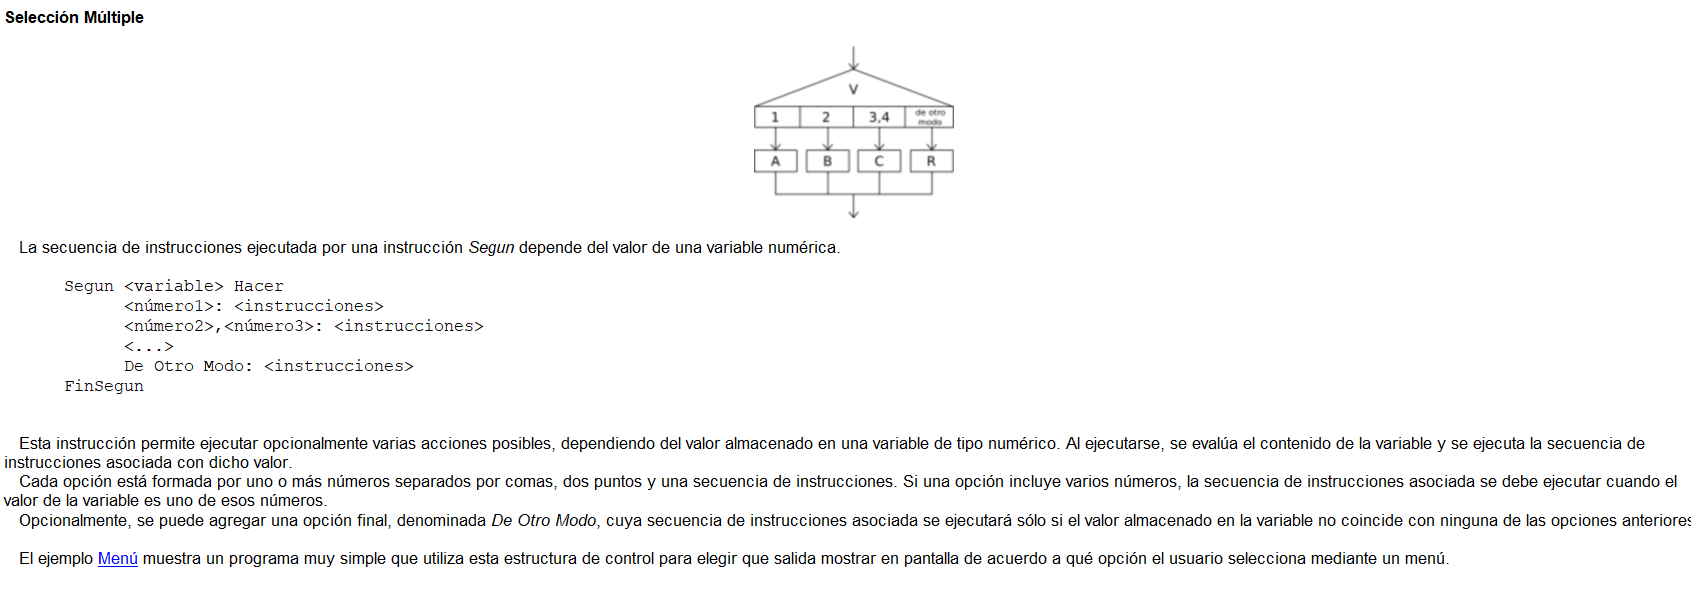 Selección Múltiple
V
1 2 3,4 de otro modo
A B C R
La secuencia de instrucciones ejecutada por una instrucción Segun depende del valor de una variable numérica.
Segun <variable> Hacer
<número1>: <instrucciones>
<número2>,<número3>: <instrucciones>
<...>
De Otro Modo: <instrucciones>
FinSegun
Esta instrucción permite ejecutar opcionalmente varias acciones posibles, dependiendo del valor almacenado en una variable de tipo numérico. Al ejecutarse, se evalúa el contenido de la variable y se ejecuta la secuencia de
instrucciones asociada con dicho valor.
Cada opción está formada por uno o más números separados por comas, dos puntos y una secuencia de instrucciones. Si una opción incluye varios números, la secuencia de instrucciones asociada se debe ejecutar cuando el
valor de la variable es uno de esos números.
Opcionalmente, se puede agregar una opción final, denominada De Otro Modo, cuya secuencia de instrucciones asociada se ejecutará sólo si el valor almacenado en la variable no coincide con ninguna de las opciones anteriores
El ejemplo Menú muestra un programa muy simple que utiliza esta estructura de control para elegir que salida mostrar en pantalla de acuerdo a qué opción el usuario selecciona mediante un menú.